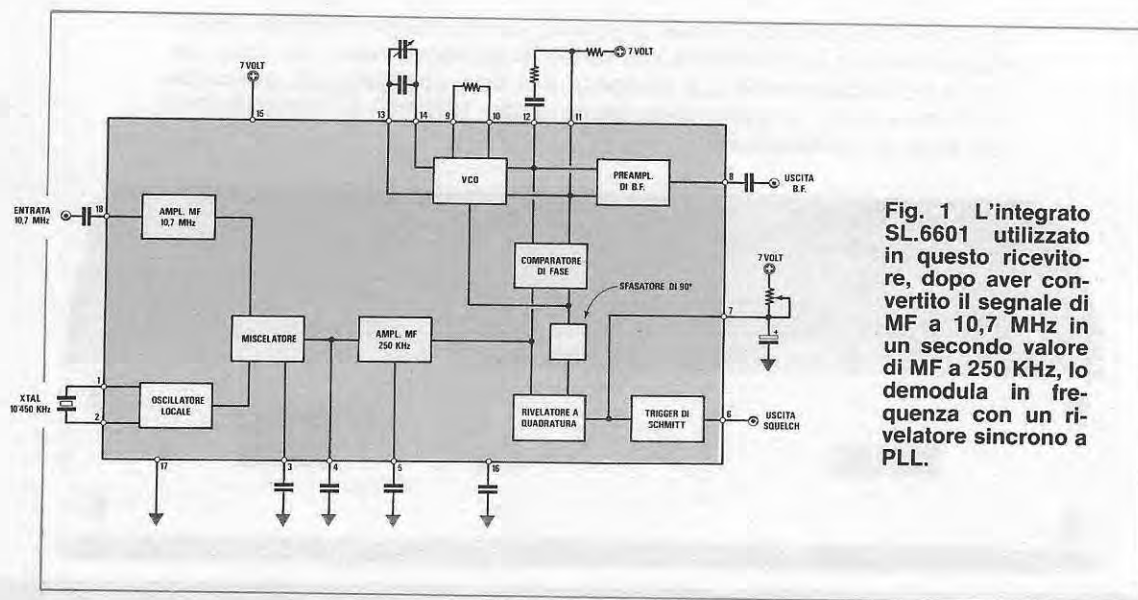 7 VOLT
7 VOLT
13
14
9
10
12
11
15
VCO
PREAMPL.
DI B.F.
8
USCITA
B.F.
ENTRATA
10,7 MHz
18
AMPL. MF
10,7 MHz
COMPARATORE
DI FASE
SFASATORE DI 90°
7 VOLT
7
+
MISCELATORE
AMPL. MF
250 KHz
XTAL
10'450 KHz
1
2
OSCILLATORE
LOCALE
RIVELATORE A
QUADRATURA
TRIGGER DI
SCHMITT
6
USCITA
SQUELCH
17
3
4
5
16
Fig. 1 L'integrato
SL.6601 utilizzato
in questo ricevito-
re, dopo aver con-
vertito il segnale di
MF a 10,7 MHz in
un secondo valore
di MF a 250 KHz, lo
demodula in fre-
quenza con un ri-
velatore sincrono a
PLL.